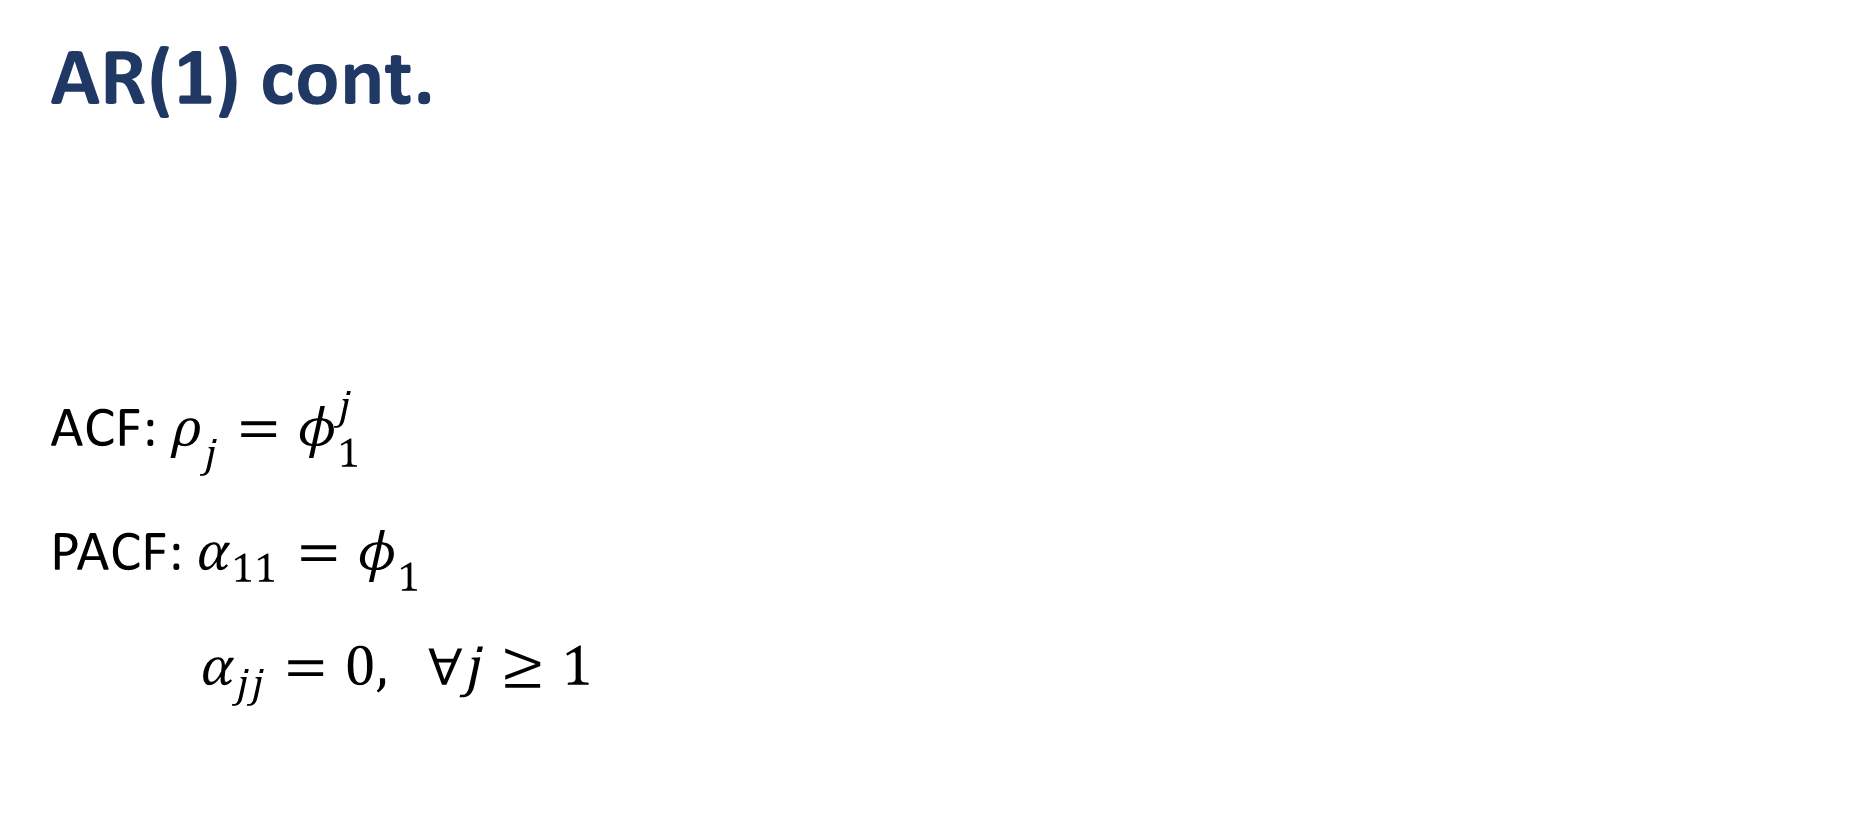 AR(1) cont.
ACF: ρ_j = ϕ_1^j
PACF: α_11 = ϕ_1
α_jj = 0, ∀j ≥ 1